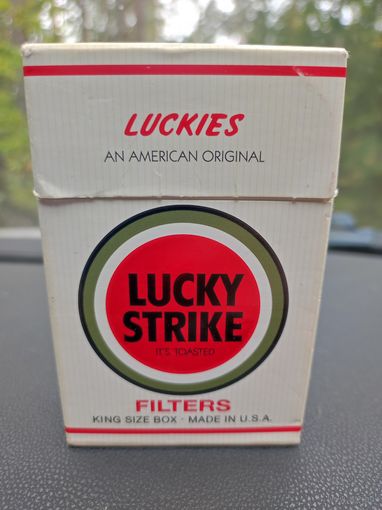 LUCKIES
AN AMERICAN ORIGINAL
LUCKY
STRIKE
IT'S TOASTED
FILTERS
KING SIZE BOX · MADE IN U.S.A.